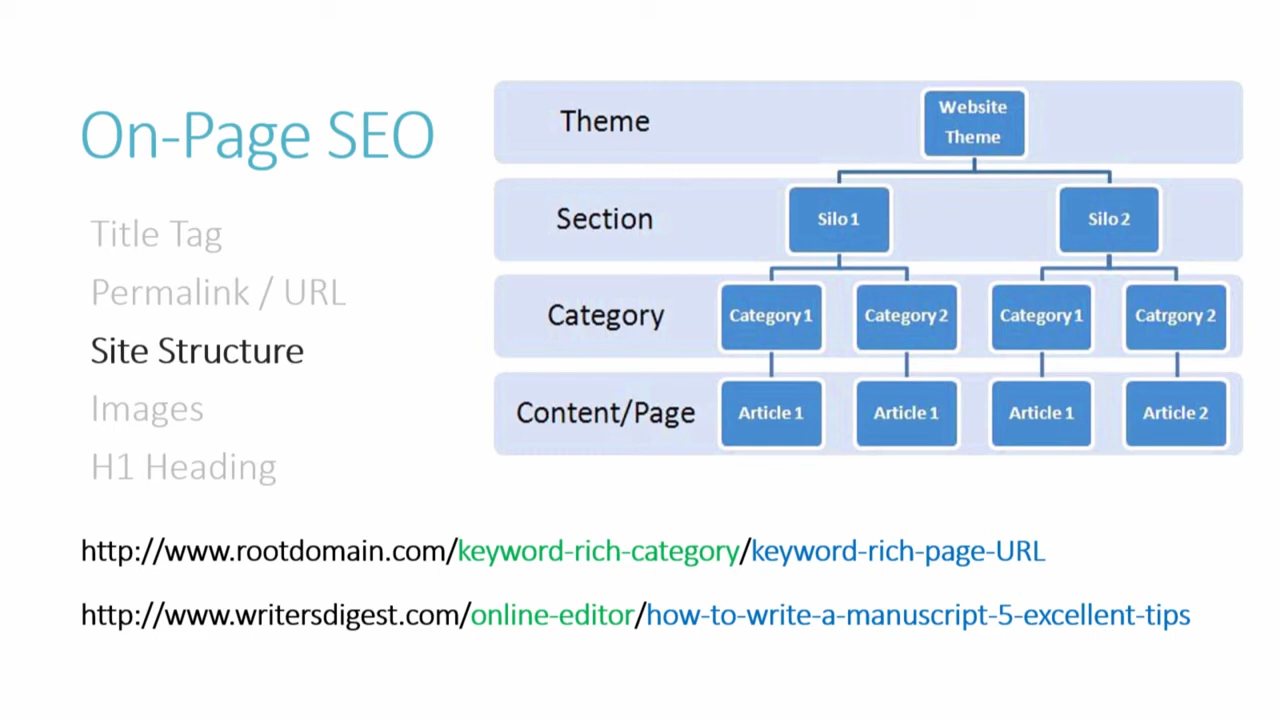 On-Page SEO
Title Tag
Permalink / URL
Site Structure
Images
H1 Heading
Theme
Website
Theme
Section
Silo 1
Silo 2
Category
Category 1
Category 2
Category 1
Catrgory 2
Content/Page
Article 1
Article 1
Article 1
Article 2
http://www.rootdomain.com/keyword-rich-category/keyword-rich-page-URL
http://www.writersdigest.com/online-editor/how-to-write-a-manuscript-5-excellent-tips